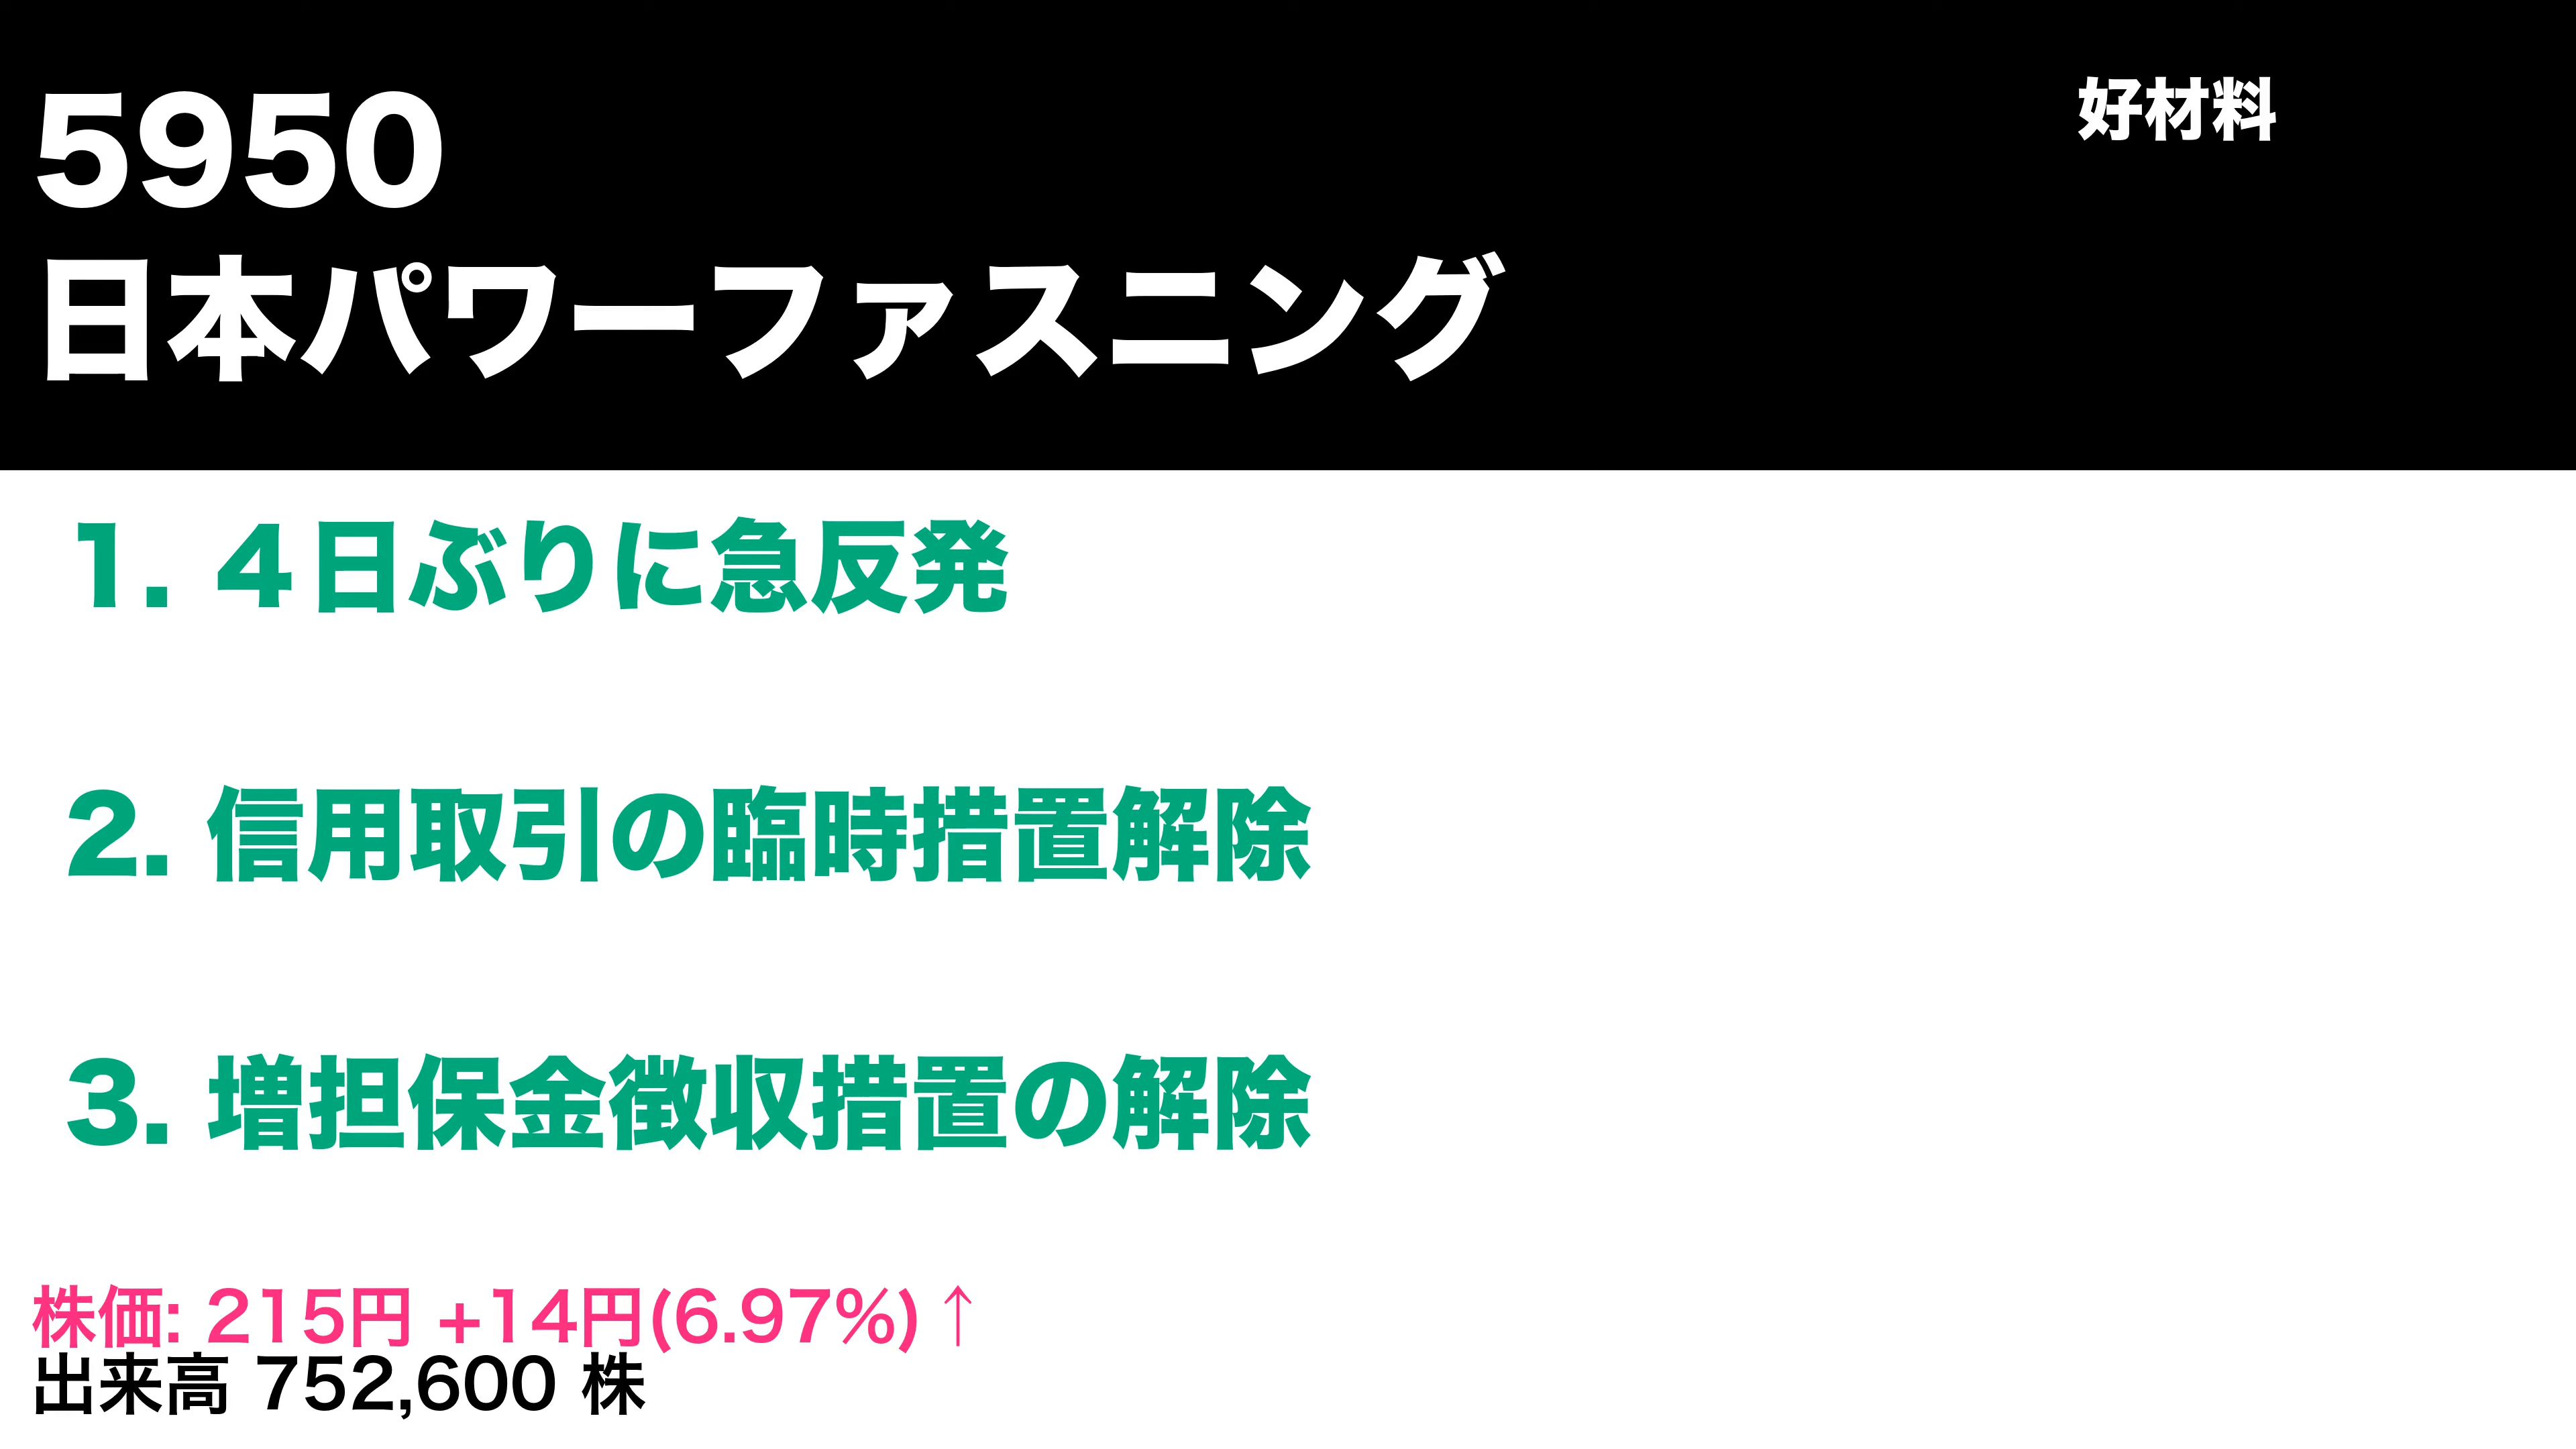 5950
好材料
日本パワーファスニング
1. ４日ぶりに急反発
2. 信用取引の臨時措置解除
3. 増担保金徴収措置の解除
株価: 215円 +14円(6.97%)↑
出来高 752,600 株